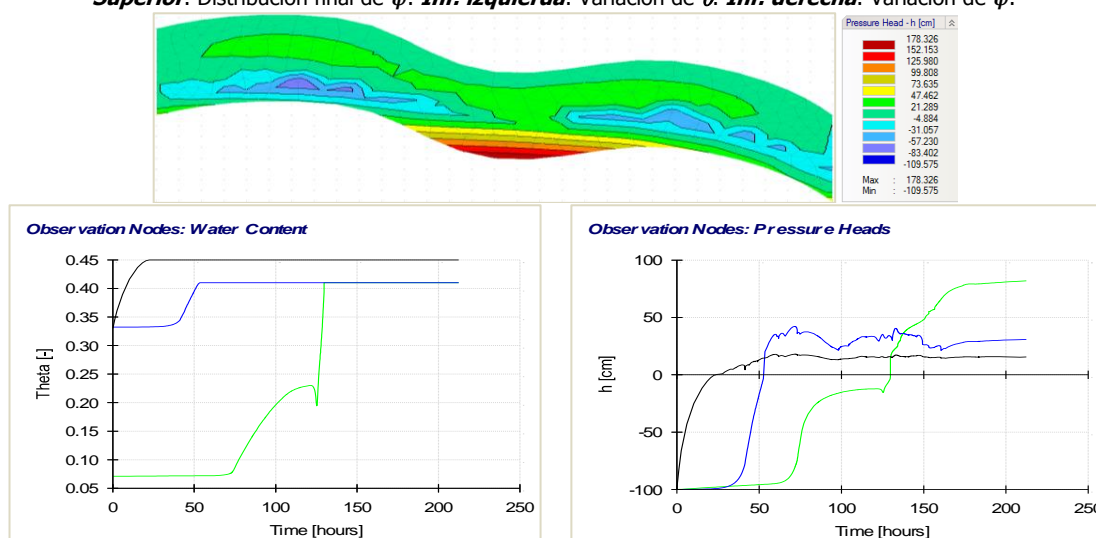 Superior: Distribución final de φ. Inf. izquierda: Variación de θ. Inf. derecha: Variación de φ.
Pressure Head - h [cm]
178.326
152.153
125.980
99.808
73.635
47.462
21.289
-4.884
-31.057
-57.230
-83.402
-109.575
Max : 178.326
Min : -109.575
Observation Nodes: Water Content
0.45
0.40
0.35
0.30
0.25
0.20
0.15
0.10
0.05
0 50 100 150 200 250
Theta [-]
Time [hours]
Observation Nodes: Pressure Heads
100
50
0
-50
-100
0 50 100 150 200 250
h [cm]
Time [hours]